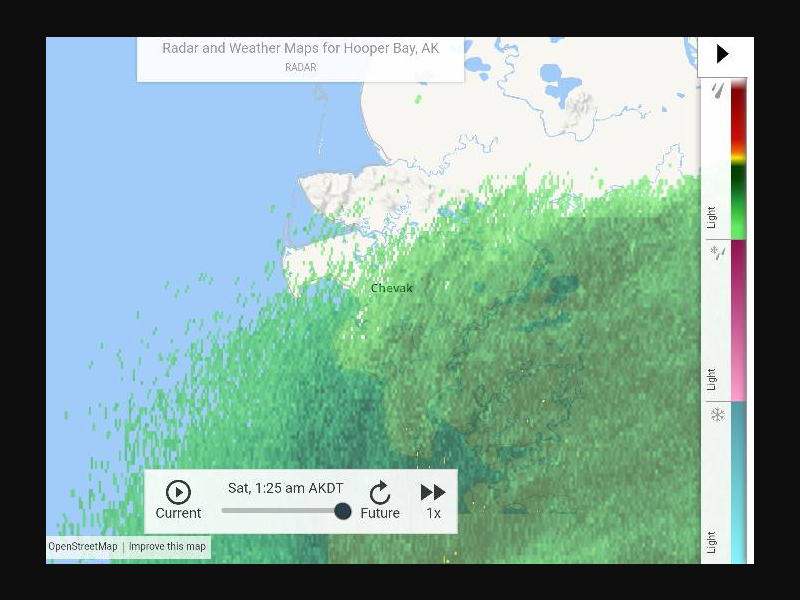 Radar and Weather Maps for Hooper Bay, AK
RADAR
Light
Chevak
Light
Light
Sat, 1:25 am AKDT
Current
Future
1x
OpenStreetMap | Improve this map